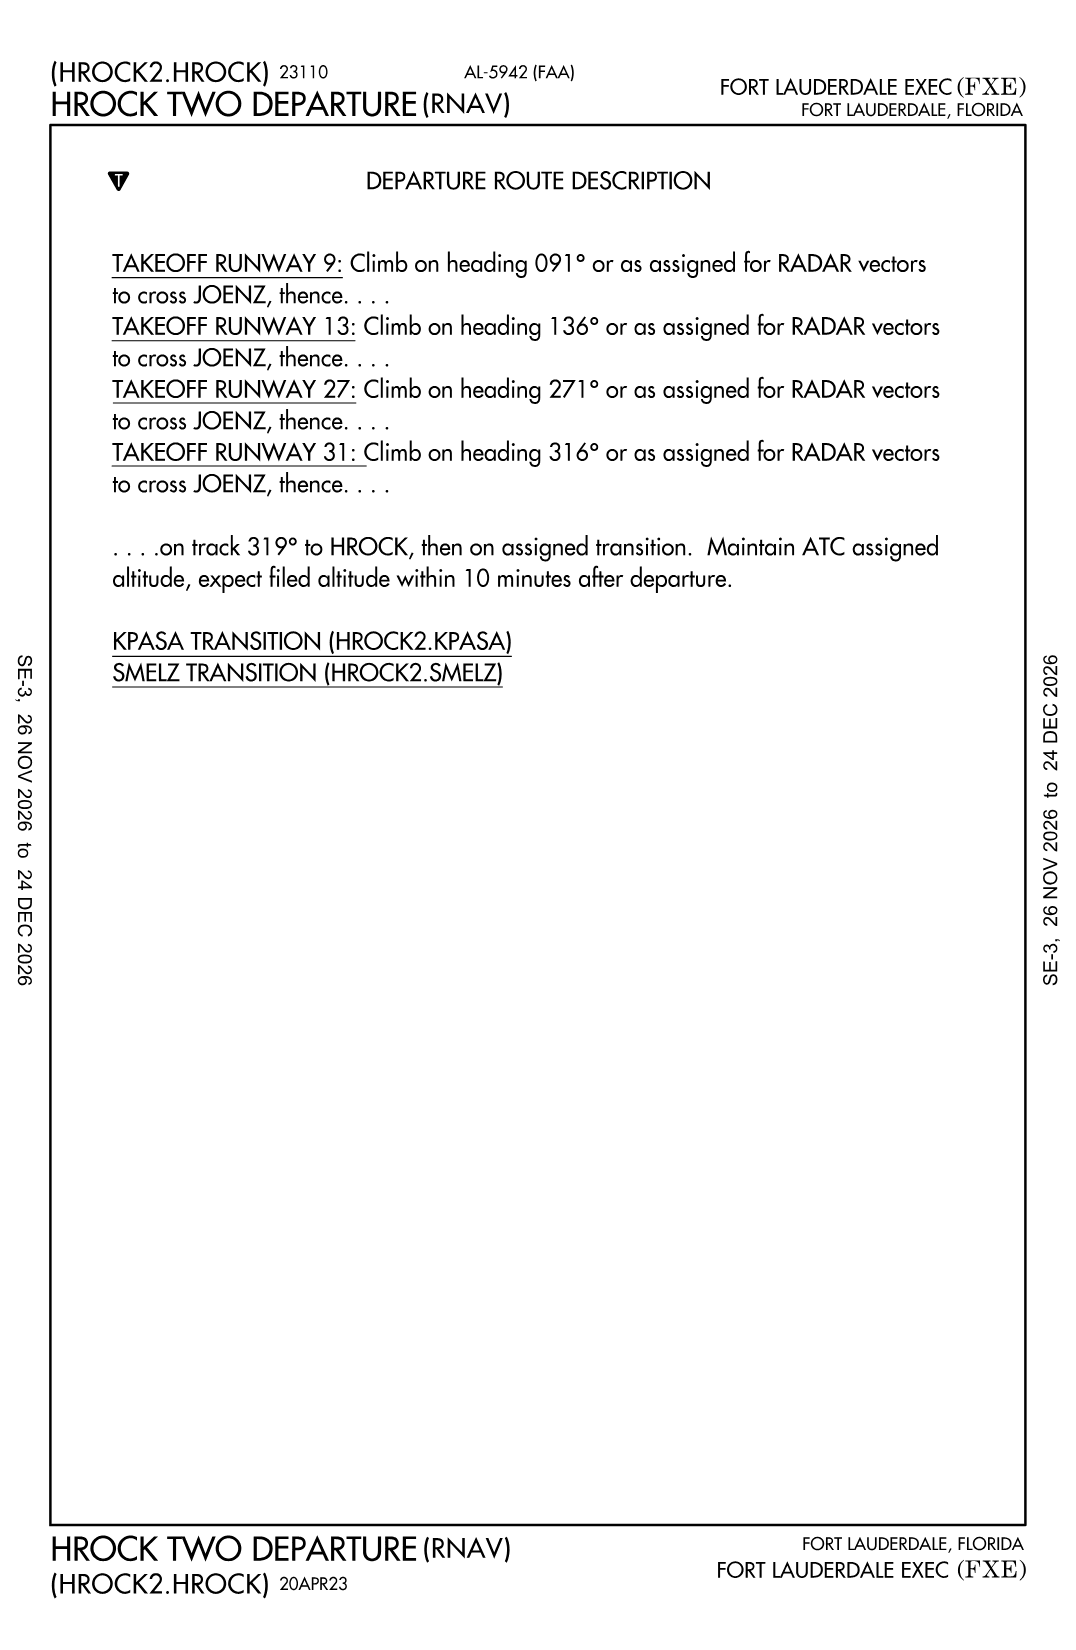 (HROCK2.HROCK) 23110
AL-5942 (FAA)
HROCK TWO DEPARTURE (RNAV)
FORT LAUDERDALE EXEC (FXE)
FORT LAUDERDALE, FLORIDA
T
DEPARTURE ROUTE DESCRIPTION
TAKEOFF RUNWAY 9: Climb on heading 091° or as assigned for RADAR vectors
to cross JOENZ, thence. . . .
TAKEOFF RUNWAY 13: Climb on heading 136° or as assigned for RADAR vectors
to cross JOENZ, thence. . . .
TAKEOFF RUNWAY 27: Climb on heading 271° or as assigned for RADAR vectors
to cross JOENZ, thence. . . .
TAKEOFF RUNWAY 31: Climb on heading 316° or as assigned for RADAR vectors
to cross JOENZ, thence. . . .
. . . .on track 319° to HROCK, then on assigned transition. Maintain ATC assigned
altitude, expect filed altitude within 10 minutes after departure.
KPASA TRANSITION (HROCK2.KPASA)
SMELZ TRANSITION (HROCK2.SMELZ)
SE-3, 26 NOV 2026 to 24 DEC 2026
SE-3, 26 NOV 2026 to 24 DEC 2026
HROCK TWO DEPARTURE (RNAV)
(HROCK2.HROCK) 20APR23
FORT LAUDERDALE, FLORIDA
FORT LAUDERDALE EXEC (FXE)